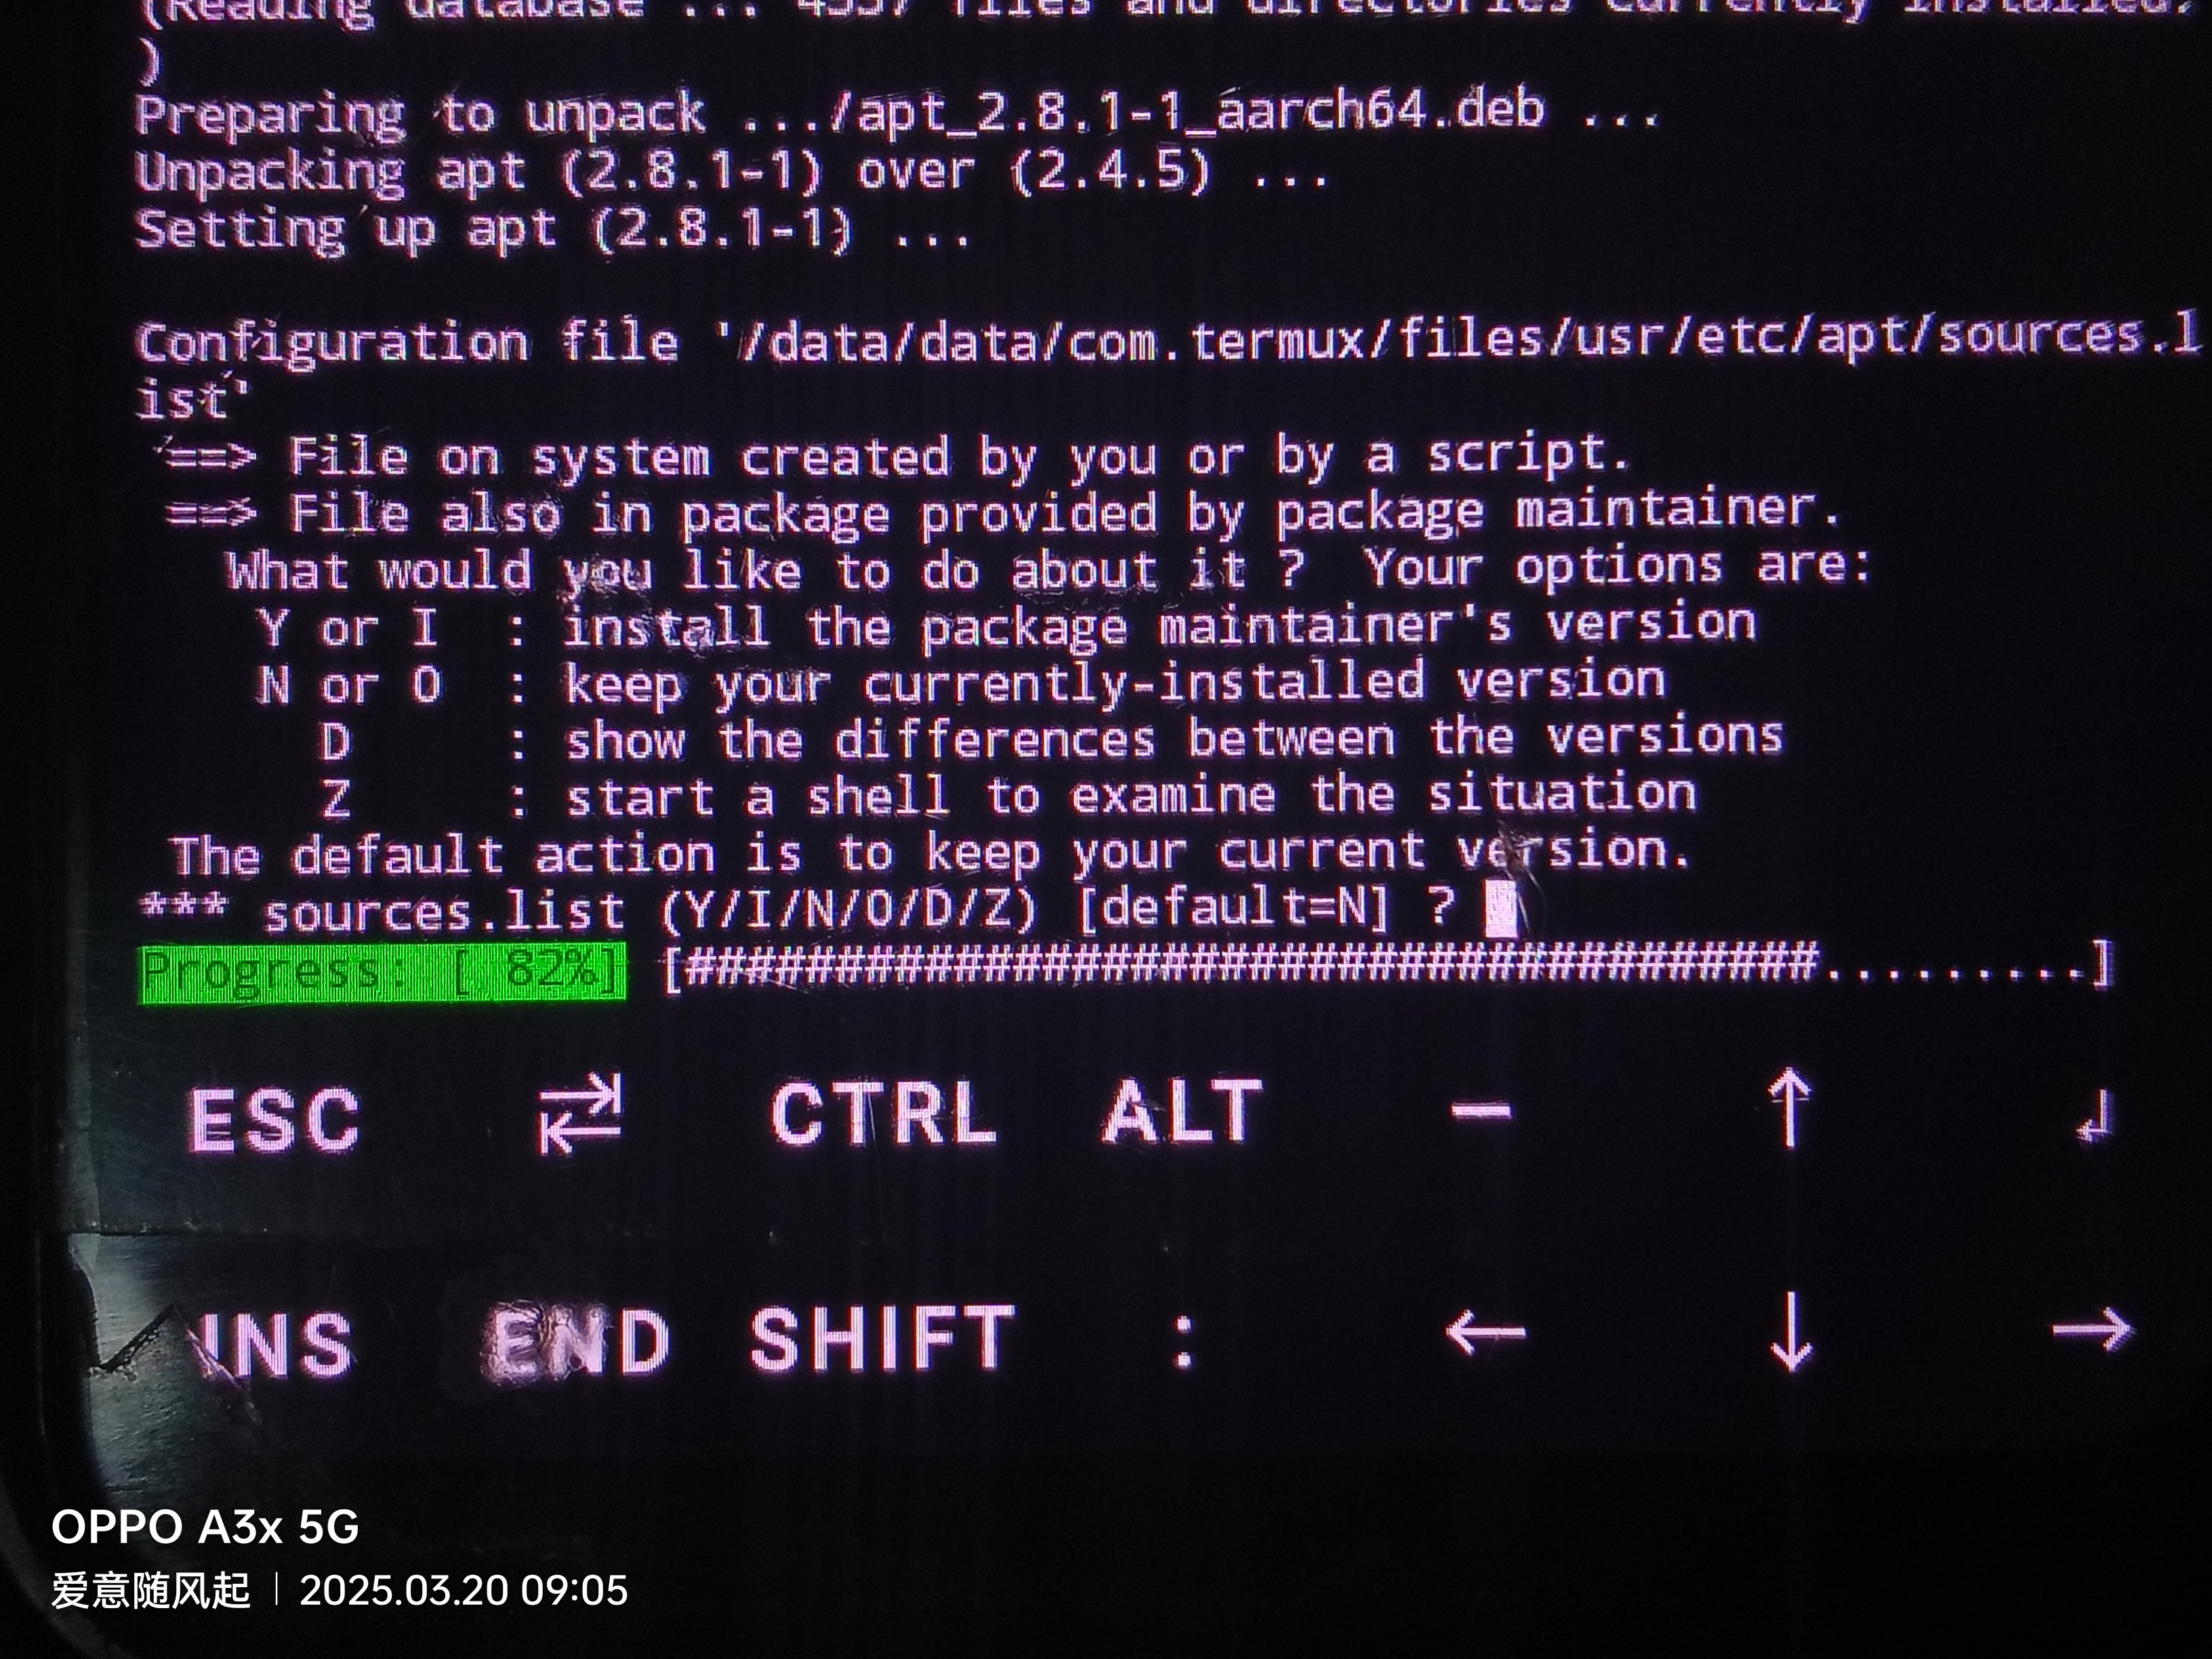 (Reading database ... 4357 files and directories currently installed.
)
Preparing to unpack .../apt_2.8.1-1_aarch64.deb ...
Unpacking apt (2.8.1-1) over (2.4.5) ...
Setting up apt (2.8.1-1) ...
Configuration file '/data/data/com.termux/files/usr/etc/apt/sources.l
ist'
==> File on system created by you or by a script.
==> File also in package provided by package maintainer.
What would you like to do about it ?  Your options are:
Y or I  : install the package maintainer's version
N or O  : keep your currently-installed version
D     : show the differences between the versions
Z     : start a shell to examine the situation
The default action is to keep your current version.
*** sources.list (Y/I/N/O/D/Z) [default=N] ?
Progress: [ 82%] [######################################.........]
ESC ⇄ CTRL ALT — ↑ ↲
INS END SHIFT : ← ↓ →
OPPO A3x 5G
爱意随风起 | 2025.03.20 09:05